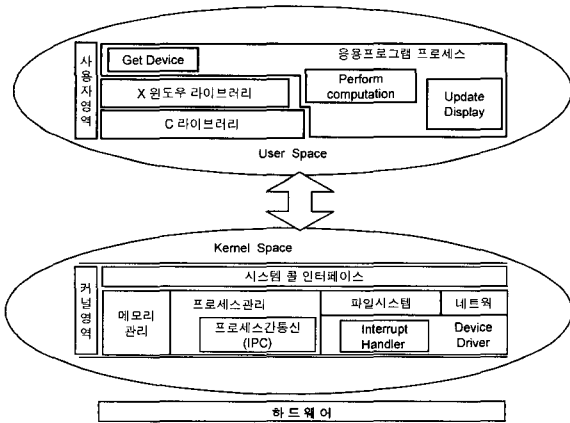 사용자영역
Get Device
응용프로그램 프로세스
X 윈도우 라이브러리
Perform
computation
Update
Display
C 라이브러리
User Space
Kernel Space
커널영역
시스템 콜 인터페이스
메모리
관리
프로세스관리
파일시스템
네트웍
프로세스간통신
(IPC)
Interrupt
Handler
Device
Driver
하드웨어